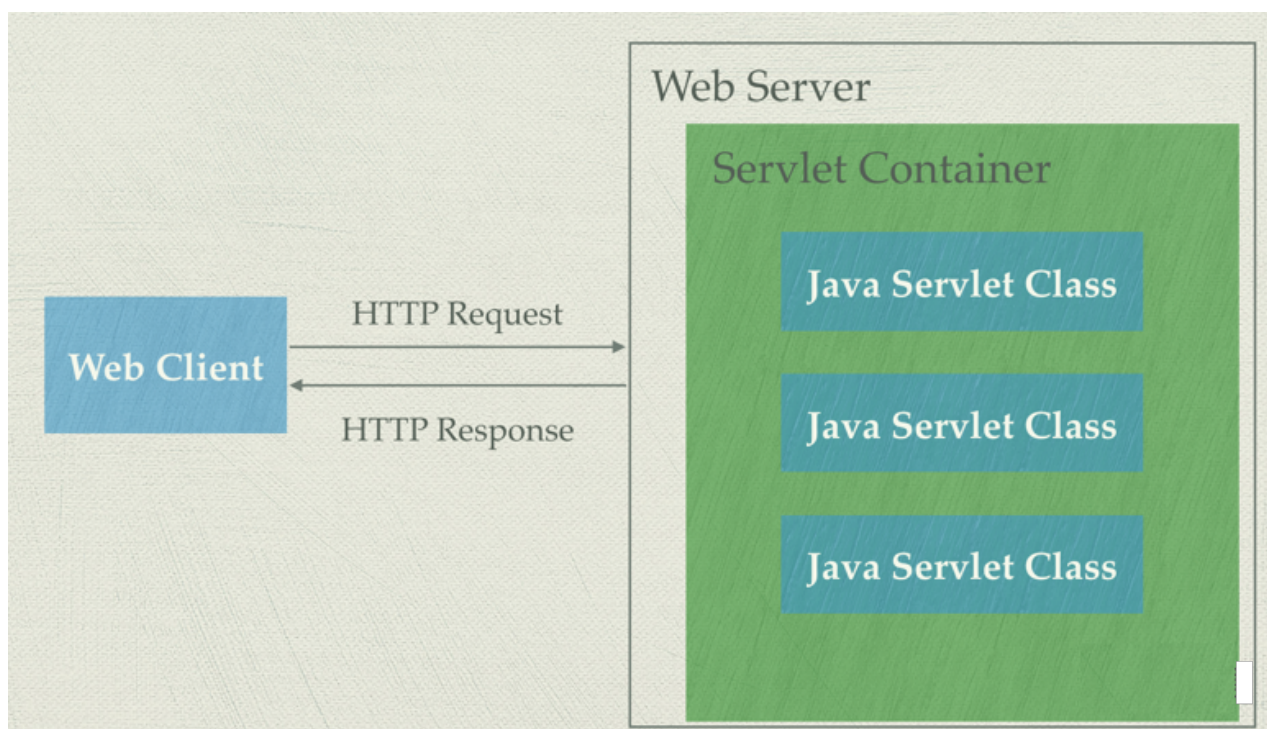 Web Server
Servlet Container
Java Servlet Class
HTTP Request
Web Client
HTTP Response
Java Servlet Class
Java Servlet Class